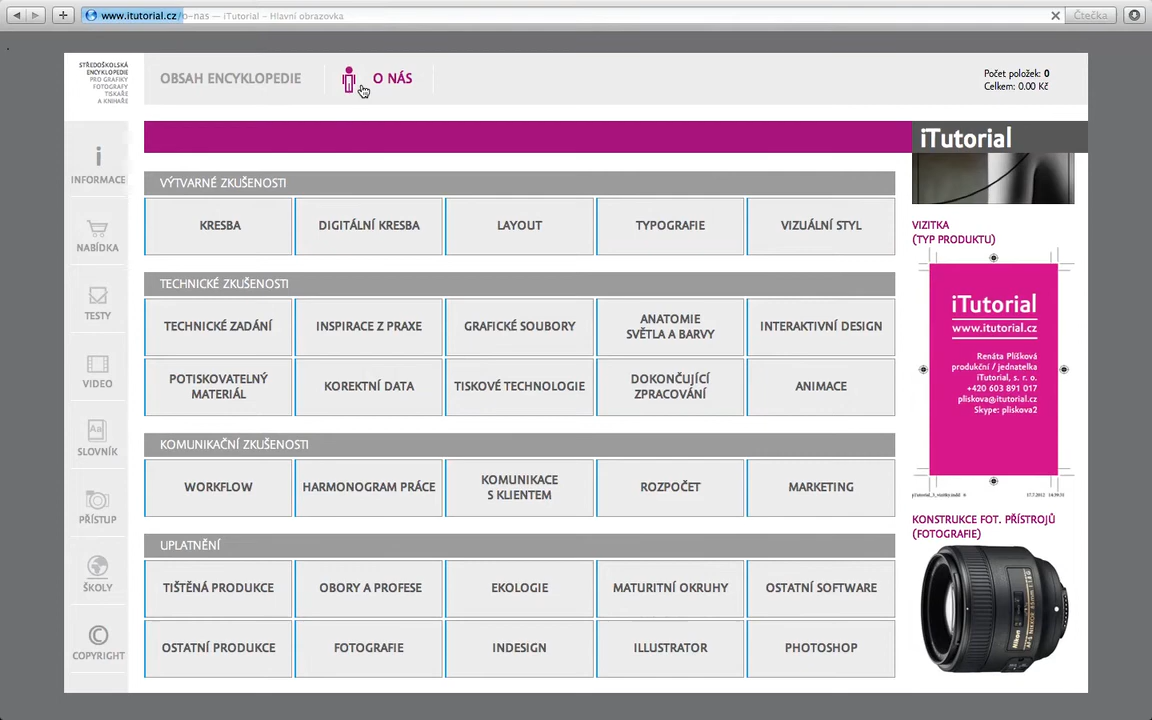 www.itutorial.cz/o-nas — iTutorial – Hlavní obrazovka
Čtečka
STŘEDOŠKOLSKÁ
ENCYKLOPEDIE
PRO GRAFIKY
FOTOGRAFY
TISKAŘE
A KNIHAŘE
OBSAH ENCYKLOPEDIE
O NÁS
Počet položek: 0
Celkem: 0.00 Kč
INFORMACE
NABÍDKA
TESTY
VIDEO
SLOVNÍK
PŘÍSTUP
ŠKOLY
COPYRIGHT
VÝTVARNÉ ZKUŠENOSTI
KRESBA
DIGITÁLNÍ KRESBA
LAYOUT
TYPOGRAFIE
VIZUÁLNÍ STYL
TECHNICKÉ ZKUŠENOSTI
TECHNICKÉ ZADÁNÍ
INSPIRACE Z PRAXE
GRAFICKÉ SOUBORY
ANATOMIE
SVĚTLA A BARVY
INTERAKTIVNÍ DESIGN
POTISKOVATELNÝ
MATERIÁL
KOREKTNÍ DATA
TISKOVÉ TECHNOLOGIE
DOKONČUJÍCÍ
ZPRACOVÁNÍ
ANIMACE
KOMUNIKAČNÍ ZKUŠENOSTI
WORKFLOW
HARMONOGRAM PRÁCE
KOMUNIKACE
S KLIENTEM
ROZPOČET
MARKETING
UPLATNĚNÍ
TIŠTĚNÁ PRODUKCE
OBORY A PROFESE
EKOLOGIE
MATURITNÍ OKRUHY
OSTATNÍ SOFTWARE
OSTATNÍ PRODUKCE
FOTOGRAFIE
INDESIGN
ILLUSTRATOR
PHOTOSHOP
iTutorial
VIZITKA
(TYP PRODUKTU)
iTutorial
www.itutorial.cz
Renáta Plíšková
produkční / jednatelka
iTutorial, s. r. o.
+420 603 891 017
pliskova@itutorial.cz
Skype: pliskova2
KONSTRUKCE FOT. PŘÍSTROJŮ
(FOTOGRAFIE)
Nikon